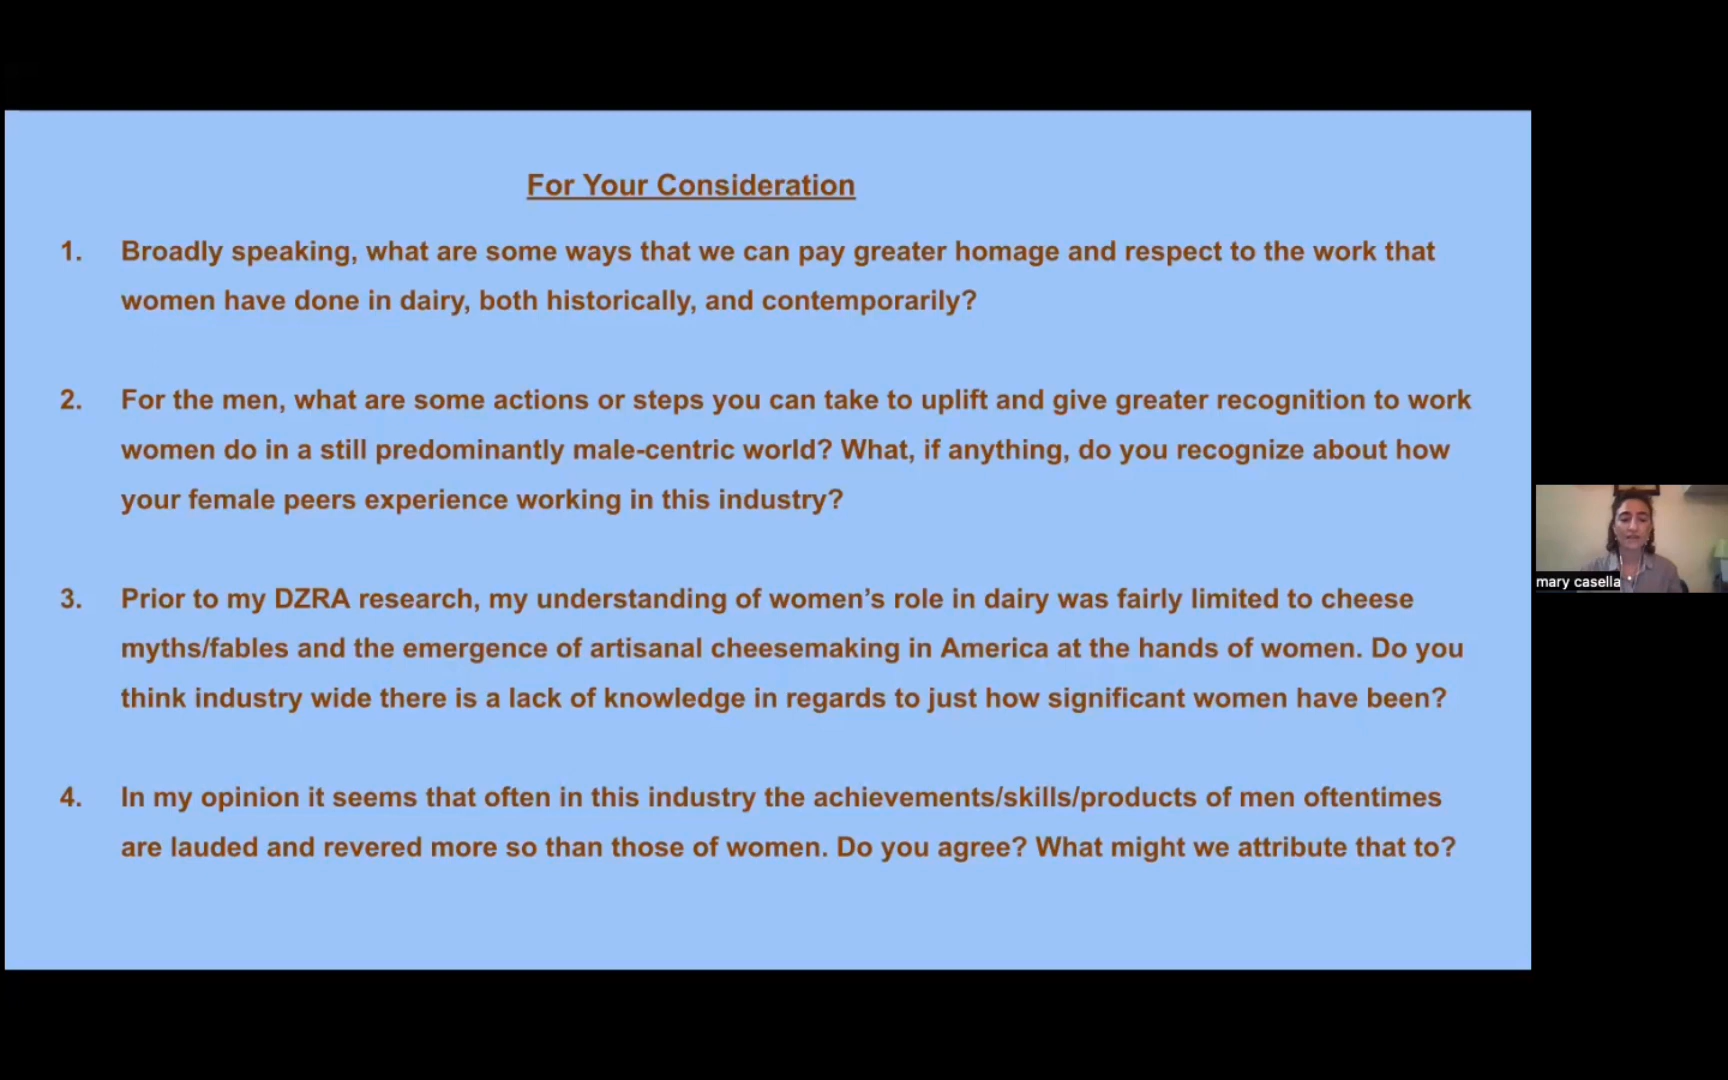 For Your Consideration
1. Broadly speaking, what are some ways that we can pay greater homage and respect to the work that
women have done in dairy, both historically, and contemporarily?
2. For the men, what are some actions or steps you can take to uplift and give greater recognition to work
women do in a still predominantly male-centric world? What, if anything, do you recognize about how
your female peers experience working in this industry?
3. Prior to my DZRA research, my understanding of women’s role in dairy was fairly limited to cheese
myths/fables and the emergence of artisanal cheesemaking in America at the hands of women. Do you
think industry wide there is a lack of knowledge in regards to just how significant women have been?
4. In my opinion it seems that often in this industry the achievements/skills/products of men oftentimes
are lauded and revered more so than those of women. Do you agree? What might we attribute that to?
mary casella